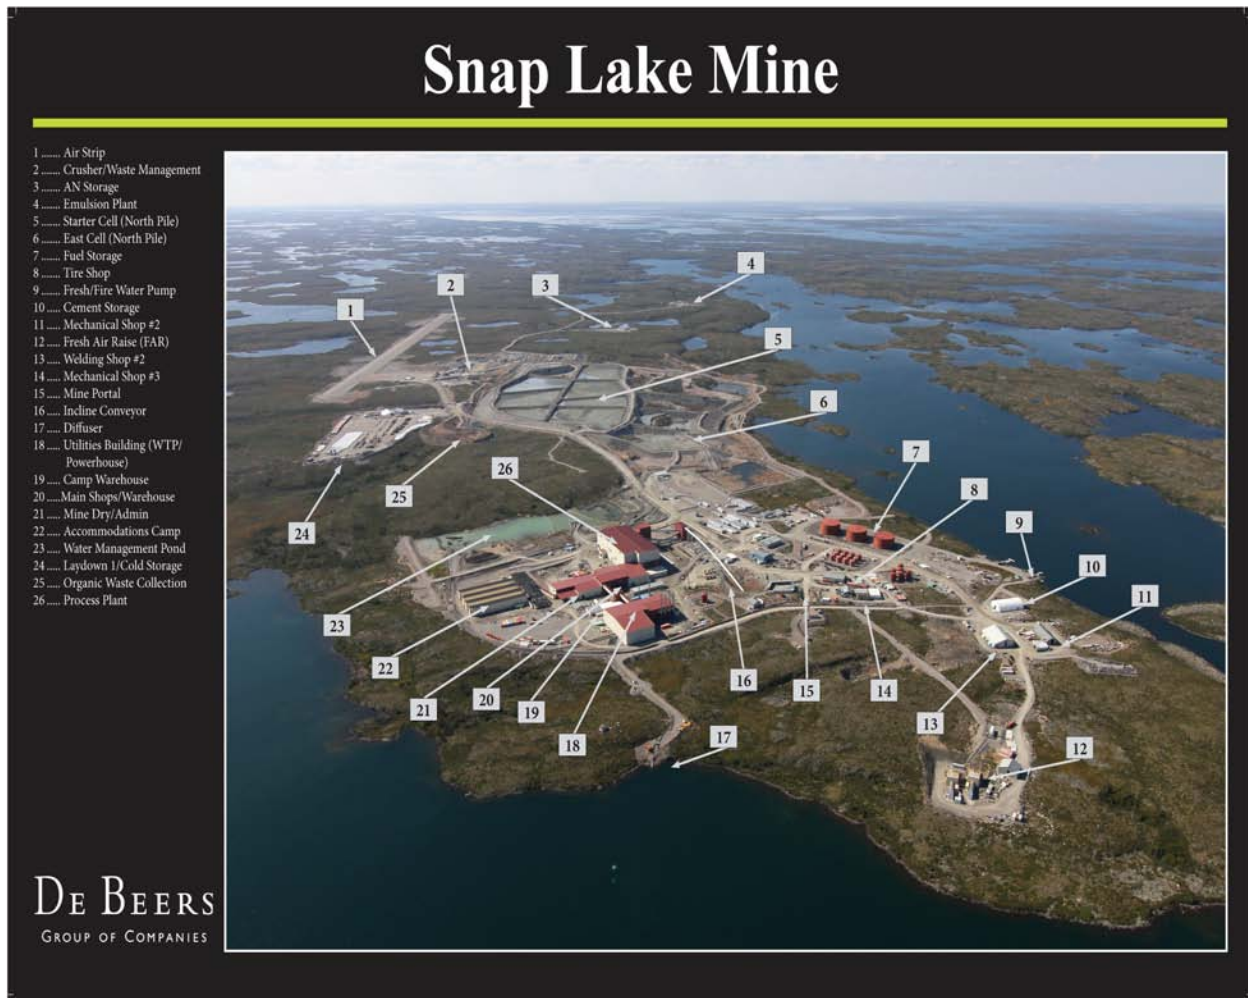 Snap Lake Mine
1 ....... Air Strip
2 ....... Crusher/Waste Management
3 ....... AN Storage
4 ....... Emulsion Plant
5 ....... Starter Cell (North Pile)
6 ....... East Cell (North Pile)
7 ....... Fuel Storage
8 ....... Tire Shop
9 ....... Fresh/Fire Water Pump
10 ..... Cement Storage
11 ..... Mechanical Shop #2
12 ..... Fresh Air Raise (FAR)
13 ..... Welding Shop #2
14 ..... Mechanical Shop #3
15 ..... Mine Portal
16 ..... Incline Conveyor
17 ..... Diffuser
18 ..... Utilities Building (WTP/
Powerhouse)
19 ..... Camp Warehouse
20 .....Main Shops/Warehouse
21 ..... Mine Dry/Admin
22 ..... Accommodations Camp
23 ..... Water Management Pond
24 ..... Laydown 1/Cold Storage
25 ..... Organic Waste Collection
26 ..... Process Plant
4
2
3
1
5
6
7
26
8
25
24
9
10
11
23
22
16
15
14
21
20
19
13
18
17
12
DE BEERS
GROUP OF COMPANIES